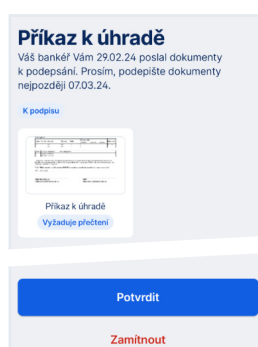 Příkaz k úhradě
Váš bankéř Vám 29.02.24 poslal dokumenty
k podepsání. Prosím, podepište dokumenty
nejpozději 07.03.24.
K podpisu
Příkaz k úhradě
Vyžaduje přečtení
Potvrdit
Zamítnout